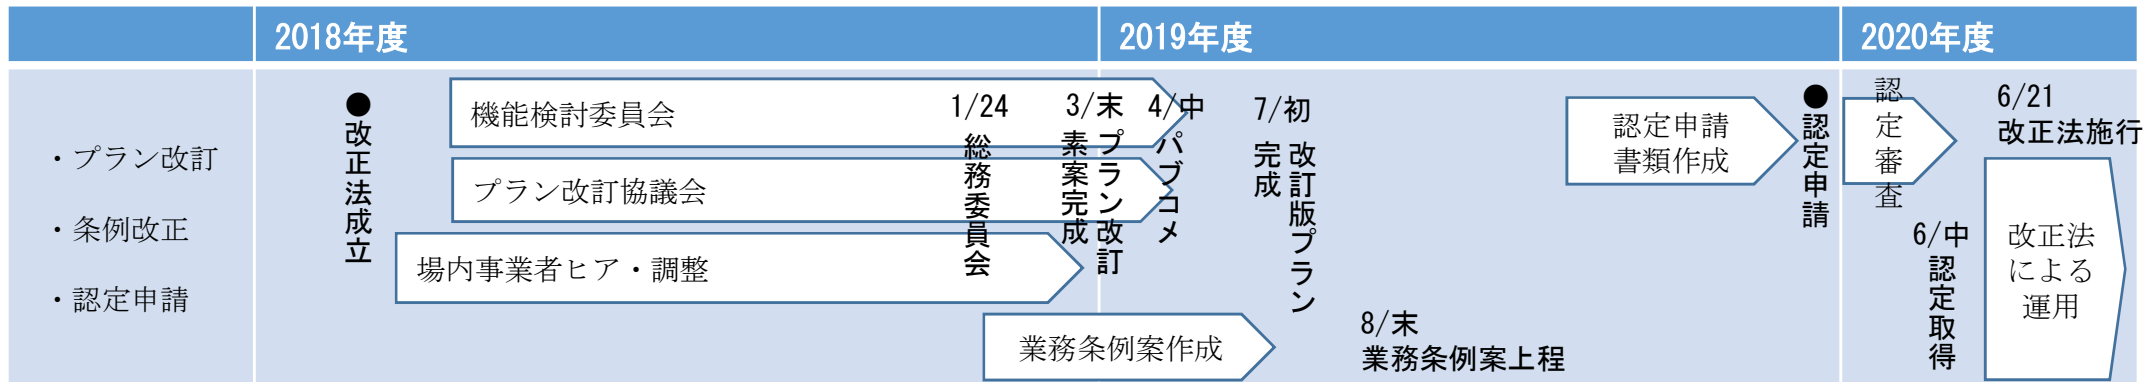 2018年度
2019年度
2020年度
・プラン改訂
・条例改正
・認定申請
●改正法成立
機能検討委員会
プラン改訂協議会
場内事業者ヒア・調整
1/24
総務委員会
3/末
プラン改訂
素案完成
4/中
パブコメ
7/初
改訂版プラン
完成
業務条例案作成
8/末
業務条例案上程
認定申請
書類作成
●認定申請
認定審査
6/中
認定取得
6/21
改正法施行
改正法
による
運用